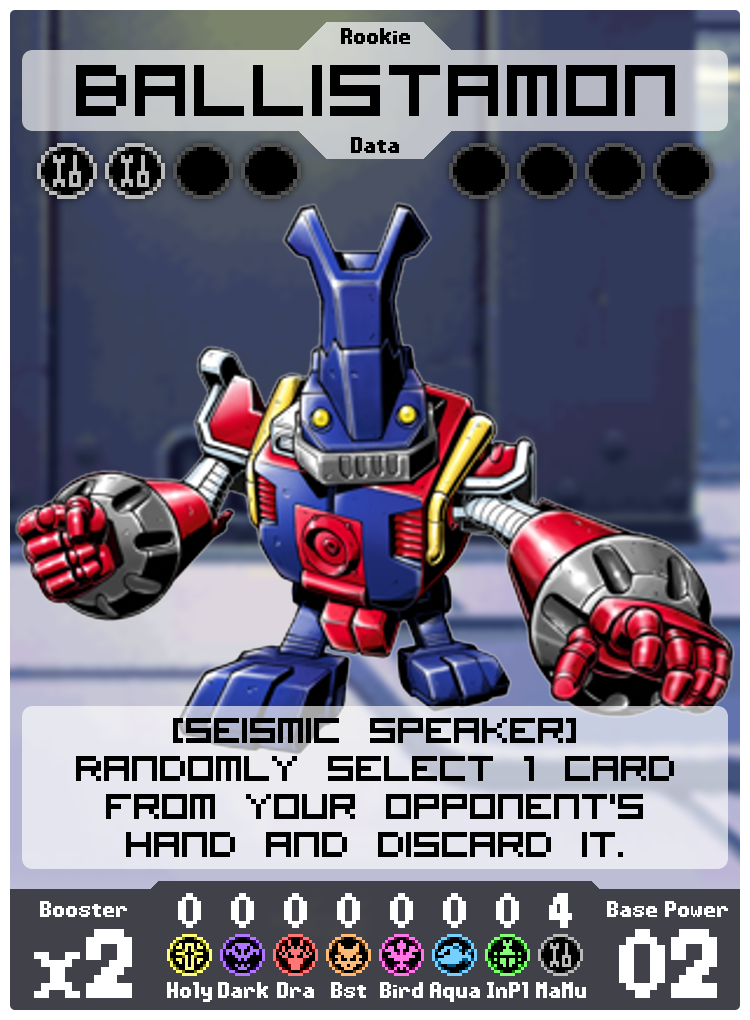 Rookie
BALLISTAMON
Data
[SEISMIC SPEAKER]
RANDOMLY SELECT 1 CARD
FROM YOUR OPPONENT'S
HAND AND DISCARD IT.
Booster
x2
0 0 0 0 0 0 0 4
Holy Dark Dra Bst Bird Aqua InPl MaMu
Base Power
02